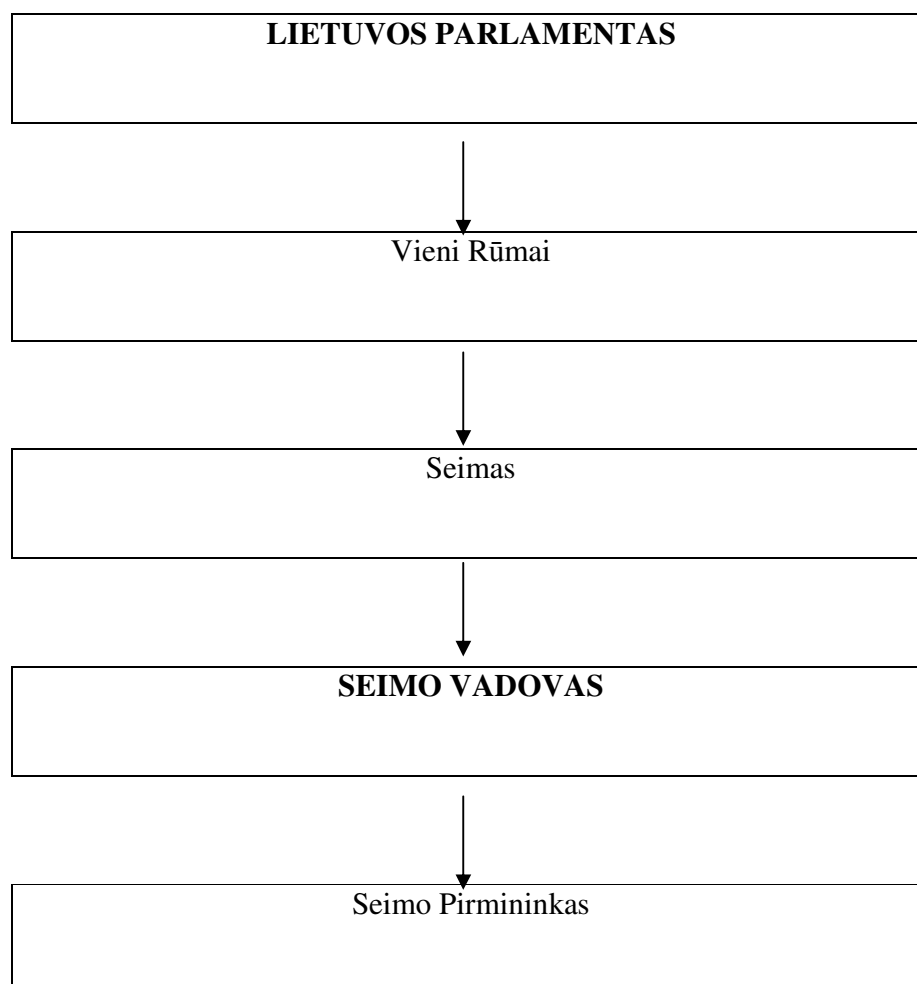 LIETUVOS PARLAMENTAS
Vieni Rūmai
Seimas
SEIMO VADOVAS
Seimo Pirmininkas